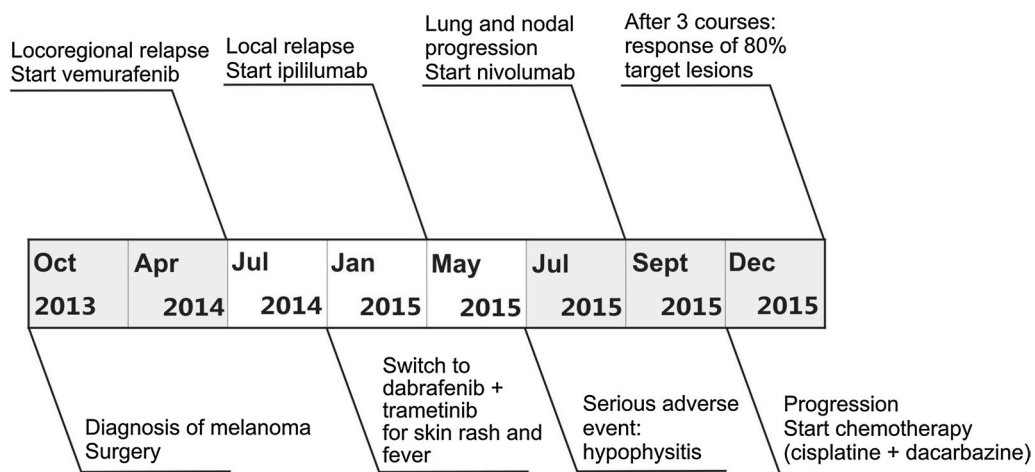 Locoregional relapse
Start vemurafenib
Local relapse
Start ipililumab
Lung and nodal
progression
Start nivolumab
After 3 courses:
response of 80%
target lesions
Oct
2013
Apr
2014
Jul
2014
Jan
2015
May
2015
Jul
2015
Sept
2015
Dec
2015
Diagnosis of melanoma
Surgery
Switch to
dabrafenib +
trametinib
for skin rash and
fever
Serious adverse
event:
hypophysitis
Progression
Start chemotherapy
(cisplatine + dacarbazine)